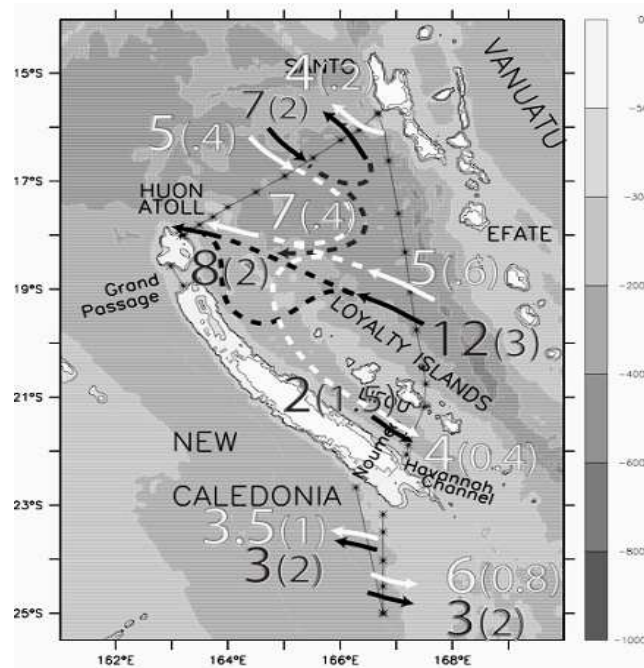 15°S
17°S
19°S
21°S
23°S
25°S
162°E
164°E
166°E
168°E
SANTO
VANUATU
4(.2)
7(2)
5(.4)
HUON
ATOLL
7(.4)
EFATE
8(2)
5(.6)
Grand
Passage
LOYALTY ISLANDS
12(3)
2(1.5)
NEW
CALEDONIA
4(0.4)
Havannah
Channel
3.5(1)
3(2)
6(0.8)
3(2)